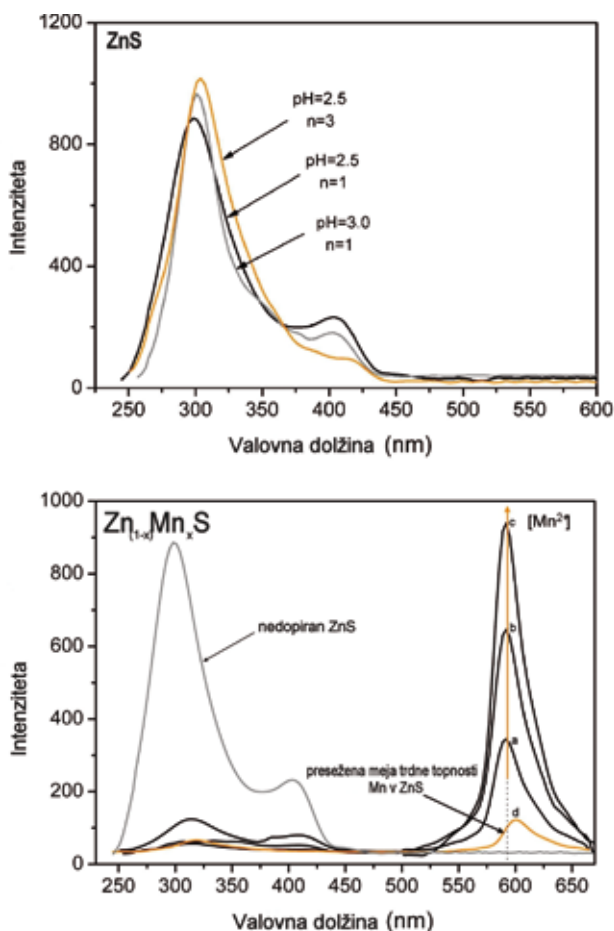 ZnS
1200
800
400
0
Intenziteta
pH=2.5
n=3
pH=2.5
n=1
pH=3.0
n=1
250 300 350 400 450 500 550 600
Valovna dolžina (nm)
1000
800
600
400
200
0
Intenziteta
Zn(1-x)MnxS
[Mn²⁺]
nedopiran ZnS
c
b
a
presežena meja trdne topnosti
Mn v ZnS
d
250 300 350 400 450 500 550 600 650
Valovna dolžina (nm)